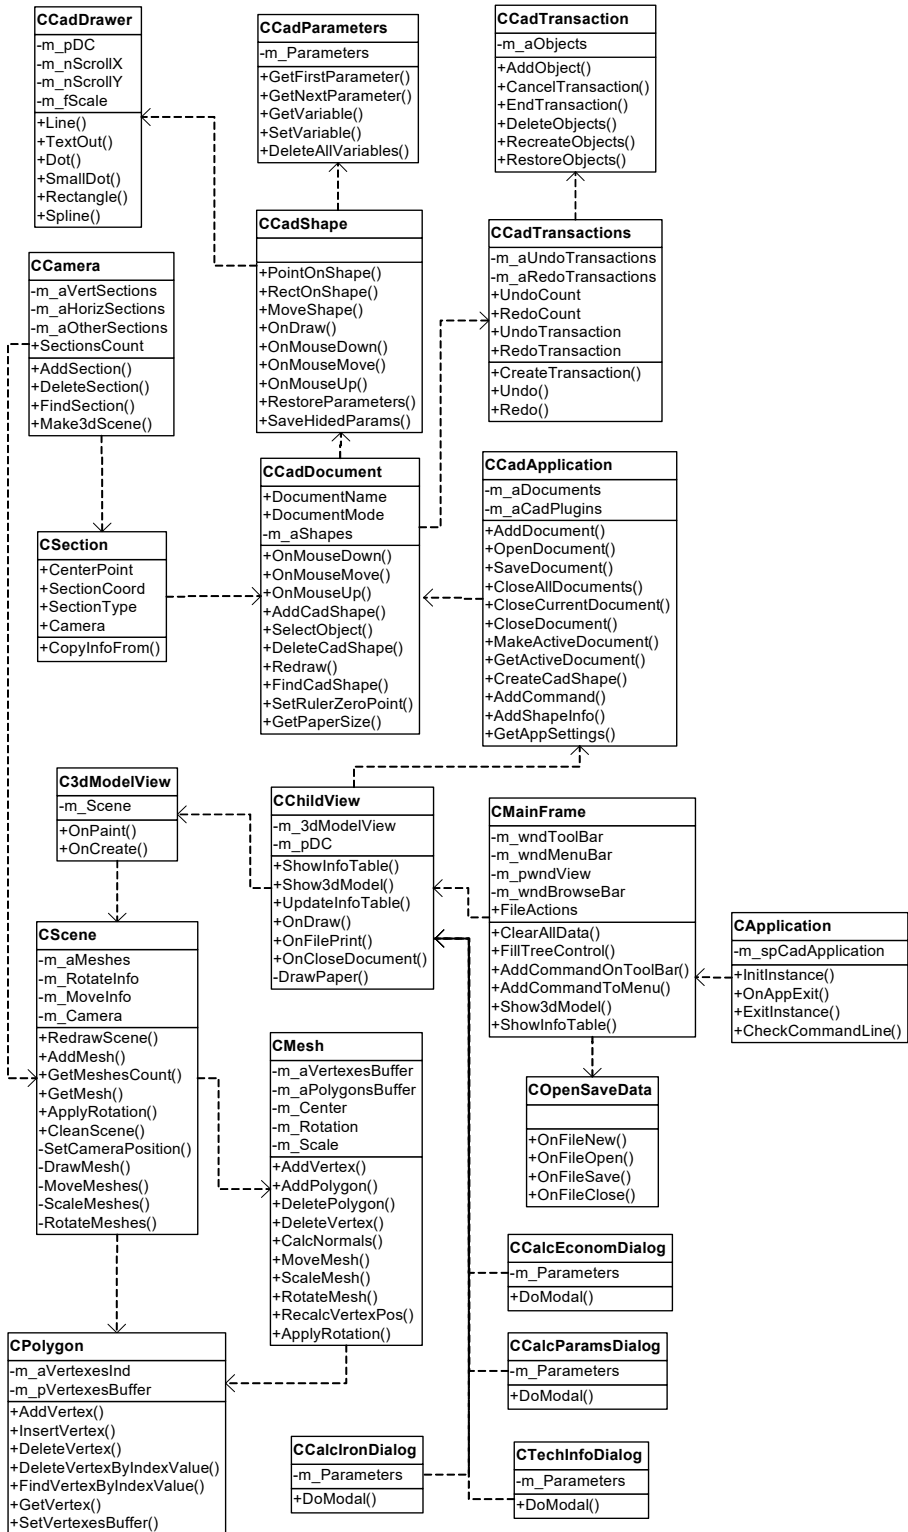 CCadDrawer
-m_pDC
-m_nScrollX
-m_nScrollY
-m_fScale
+Line()
+TextOut()
+Dot()
+SmallDot()
+Rectangle()
+Spline()
CCadParameters
-m_Parameters
+GetFirstParameter()
+GetNextParameter()
+GetVariable()
+SetVariable()
+DeleteAllVariables()
CCadTransaction
-m_aObjects
+AddObject()
+CancelTransaction()
+EndTransaction()
+DeleteObjects()
+RecreateObjects()
+RestoreObjects()
CCamera
-m_aVertSections
-m_aHorizSections
-m_aOtherSections
+SectionsCount
+AddSection()
+DeleteSection()
+FindSection()
+Make3dScene()
CCadShape
+PointOnShape()
+RectOnShape()
+MoveShape()
+OnDraw()
+OnMouseDown()
+OnMouseMove()
+OnMouseUp()
+RestoreParameters()
+SaveHidedParams()
CCadTransactions
-m_aUndoTransactions
-m_aRedoTransactions
+UndoCount
+RedoCount
+UndoTransaction
+RedoTransaction
+CreateTransaction()
+Undo()
+Redo()
CSection
+CenterPoint
+SectionCoord
+SectionType
+Camera
+CopyInfoFrom()
CCadDocument
+DocumentName
+DocumentMode
-m_aShapes
+OnMouseDown()
+OnMouseMove()
+OnMouseUp()
+AddCadShape()
+SelectObject()
+DeleteCadShape()
+Redraw()
+FindCadShape()
+SetRulerZeroPoint()
+GetPaperSize()
CCadApplication
-m_aDocuments
-m_aCadPlugins
+AddDocument()
+OpenDocument()
+SaveDocument()
+CloseAllDocuments()
+CloseCurrentDocument()
+CloseDocument()
+MakeActiveDocument()
+GetActiveDocument()
+CreateCadShape()
+AddCommand()
+AddShapeInfo()
+GetAppSettings()
C3dModelView
-m_Scene
+OnPaint()
+OnCreate()
CChildView
-m_3dModelView
-m_pDC
+ShowInfoTable()
+Show3dModel()
+UpdateInfoTable()
+OnDraw()
+OnFilePrint()
+OnCloseDocument()
-DrawPaper()
CMainFrame
-m_wndToolBar
-m_wndMenuBar
-m_pwndView
-m_wndBrowseBar
+FileActions
+ClearAllData()
+FillTreeControl()
+AddCommandOnToolBar()
+AddCommandToMenu()
+Show3dModel()
+ShowInfoTable()
CApplication
-m_spCadApplication
+InitInstance()
+OnAppExit()
+ExitInstance()
+CheckCommandLine()
CScene
-m_aMeshes
-m_RotateInfo
-m_MoveInfo
-m_Camera
+RedrawScene()
+AddMesh()
+GetMeshesCount()
+GetMesh()
+ApplyRotation()
+CleanScene()
-SetCameraPosition()
-DrawMesh()
-MoveMeshes()
-ScaleMeshes()
-RotateMeshes()
CMesh
-m_aVertexesBuffer
-m_aPolygonsBuffer
-m_Center
-m_Rotation
-m_Scale
+AddVertex()
+AddPolygon()
+DeletePolygon()
+DeleteVertex()
+CalcNormals()
+MoveMesh()
+ScaleMesh()
+RotateMesh()
+RecalcVertexPos()
+ApplyRotation()
COpenSaveData
+OnFileNew()
+OnFileOpen()
+OnFileSave()
+OnFileClose()
CCalcEconomDialog
-m_Parameters
+DoModal()
CCalcParamsDialog
-m_Parameters
+DoModal()
CPolygon
-m_aVertexesInd
-m_pVertexesBuffer
+AddVertex()
+InsertVertex()
+DeleteVertex()
+DeleteVertexByIndexValue()
+FindVertexByIndexValue()
+GetVertex()
+SetVertexesBuffer()
CCalcIronDialog
-m_Parameters
+DoModal()
CTechInfoDialog
-m_Parameters
+DoModal()